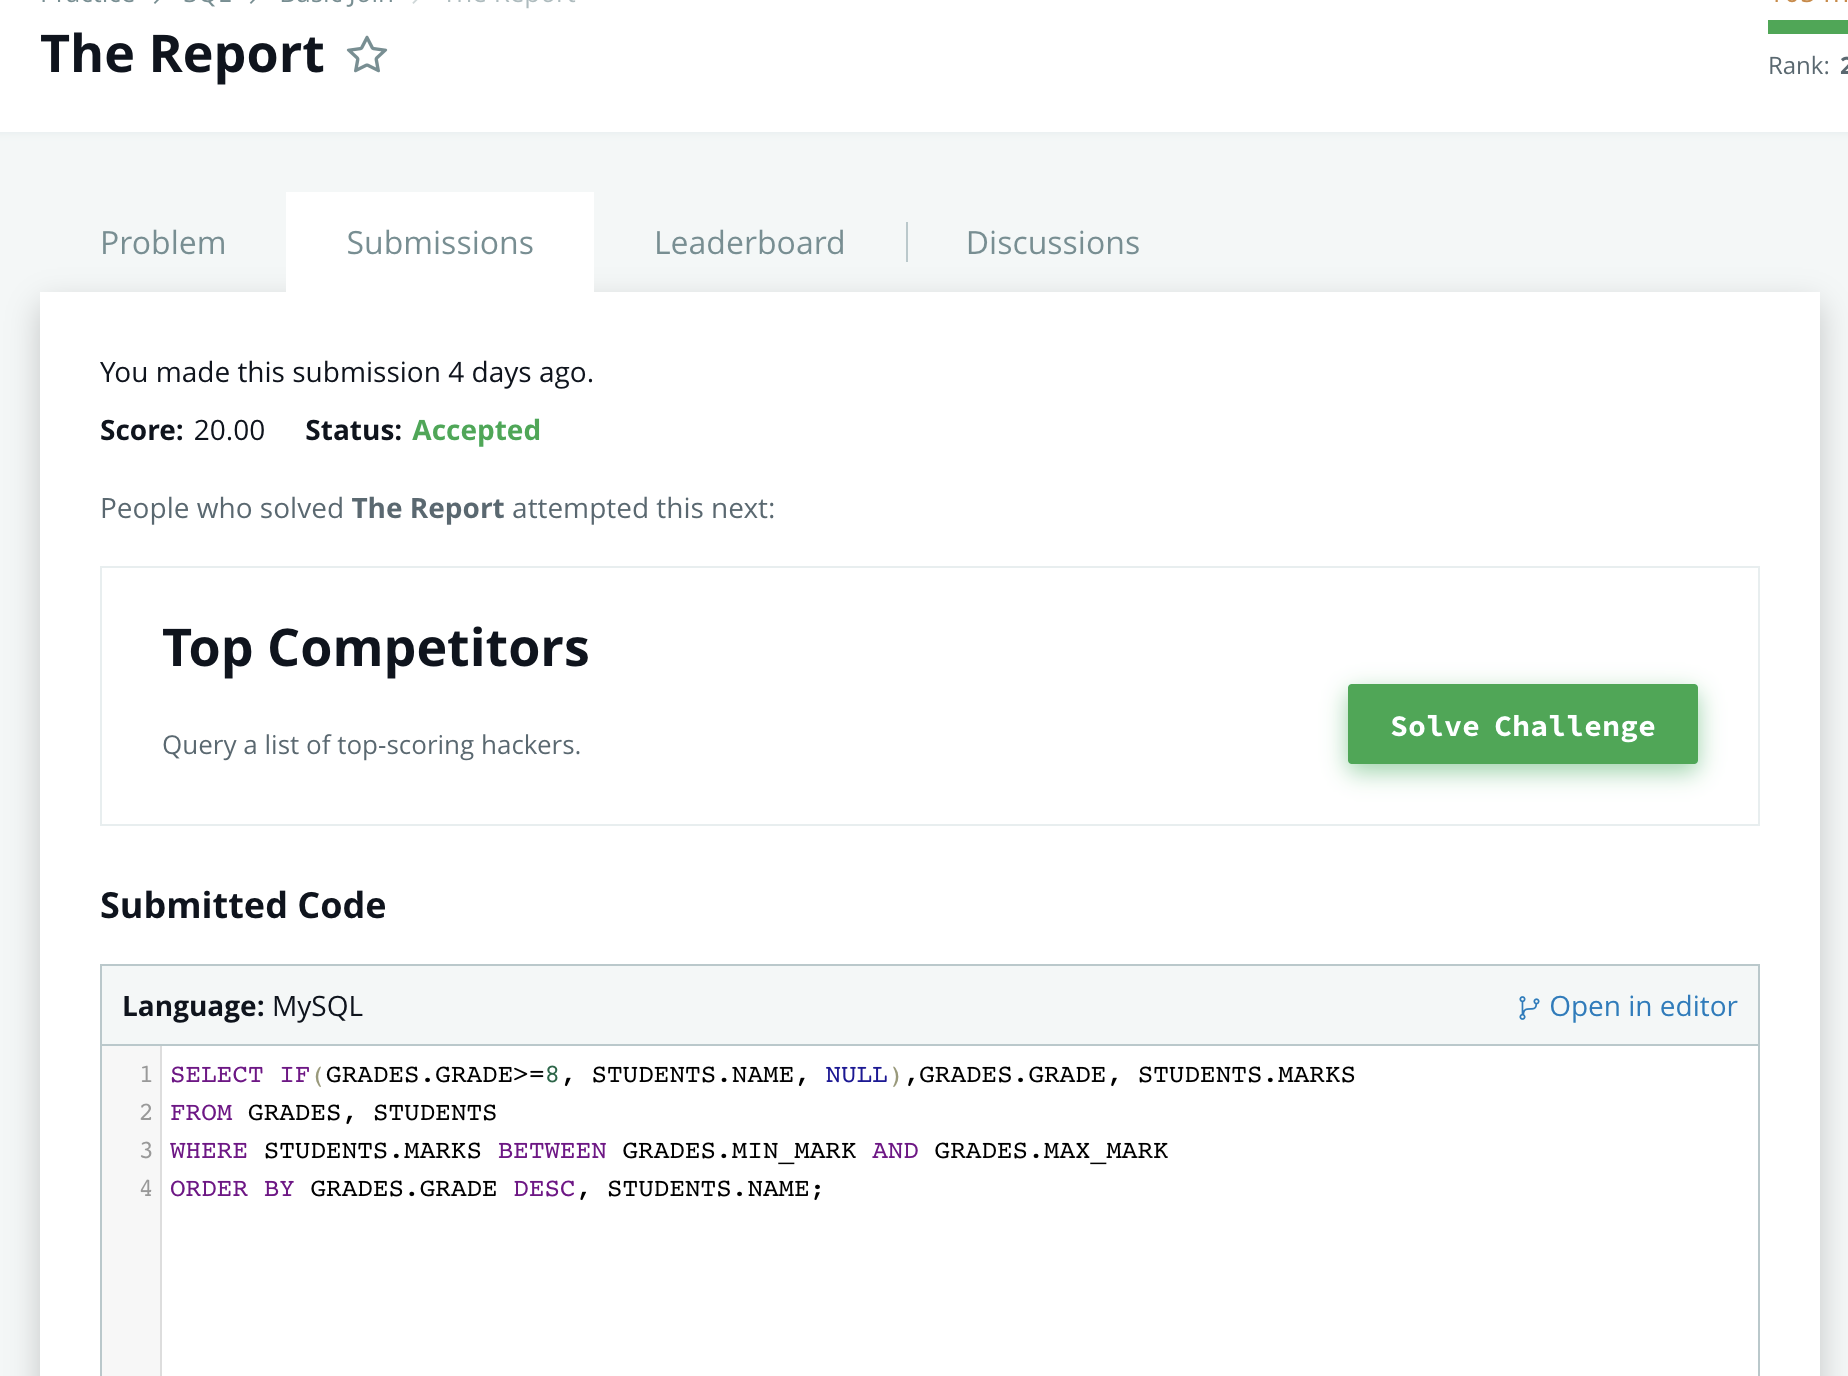 The Report
Rank: 2
Problem Submissions Leaderboard Discussions
You made this submission 4 days ago.
Score: 20.00 Status: Accepted
People who solved The Report attempted this next:
Top Competitors
Query a list of top-scoring hackers.
Solve Challenge
Submitted Code
Language: MySQL Open in editor
1 SELECT IF(GRADES.GRADE>=8, STUDENTS.NAME, NULL),GRADES.GRADE, STUDENTS.MARKS
2 FROM GRADES, STUDENTS
3 WHERE STUDENTS.MARKS BETWEEN GRADES.MIN_MARK AND GRADES.MAX_MARK
4 ORDER BY GRADES.GRADE DESC, STUDENTS.NAME;